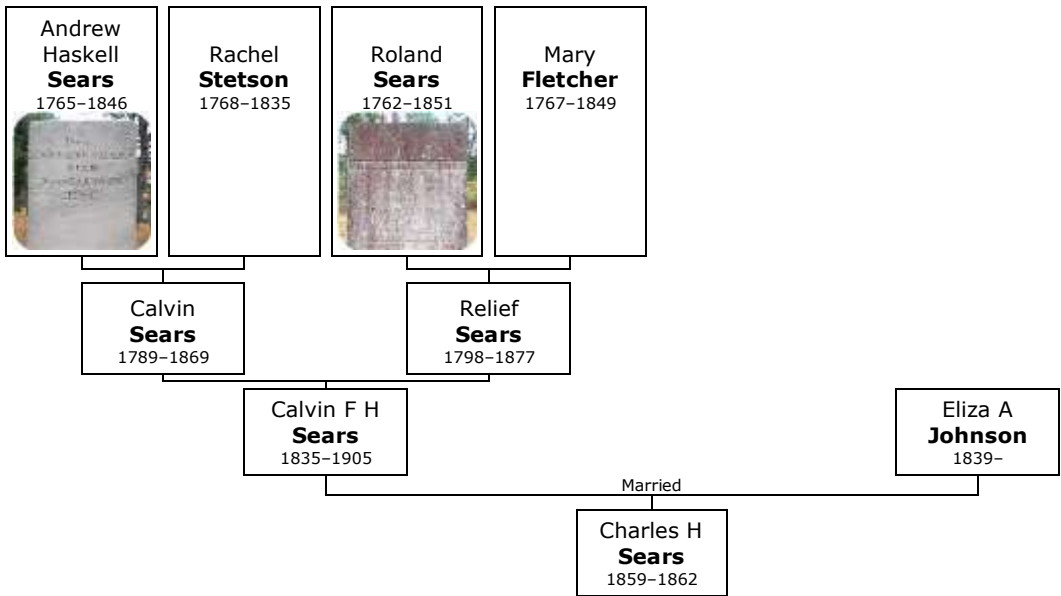 Andrew
Haskell
Sears
1765–1846
Rachel
Stetson
1768–1835
Roland
Sears
1762–1851
Mary
Fletcher
1767–1849
Calvin
Sears
1789–1869
Relief
Sears
1798–1877
Calvin F H
Sears
1835–1905
Eliza A
Johnson
1839–
Married
Charles H
Sears
1859–1862